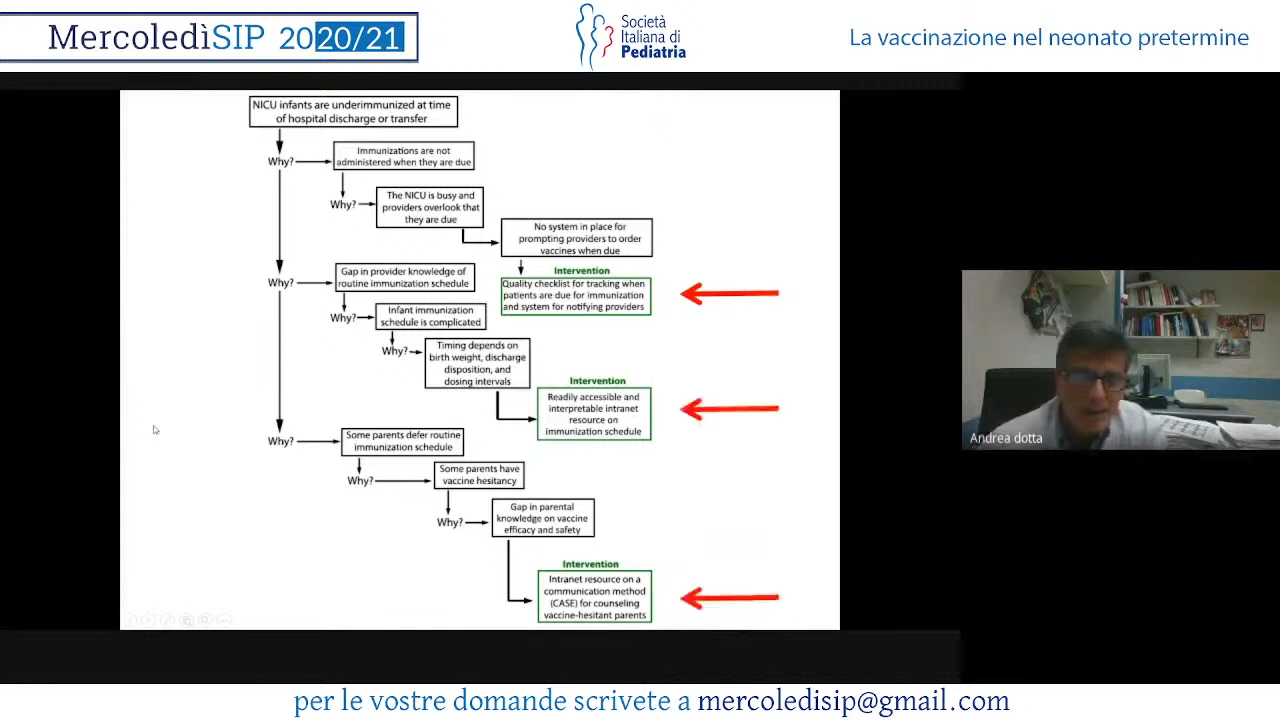 MercoledìSIP 2020/21
Società
Italiana di
Pediatria
La vaccinazione nel neonato pretermine
NICU infants are underimmunized at time
of hospital discharge or transfer
Why?
Immunizations are not
administered when they are due
Why?
The NICU is busy and
providers overlook that
they are due
No system in place for
prompting providers to order
vaccines when due
Intervention
Quality checklist for tracking when
patients are due for immunization
and system for notifying providers
Why?
Gap in provider knowledge of
routine immunization schedule
Why?
Infant immunization
schedule is complicated
Why?
Timing depends on
birth weight, discharge
disposition, and
dosing intervals
Intervention
Readily accessible and
interpretable intranet
resource on
immunization schedule
Why?
Some parents defer routine
immunization schedule
Why?
Some parents have
vaccine hesitancy
Why?
Gap in parental
knowledge on vaccine
efficacy and safety
Intervention
Intranet resource on a
communication method
(CASE) for counseling
vaccine-hesitant parents
Andrea dotta
per le vostre domande scrivete a mercoledisip@gmail.com